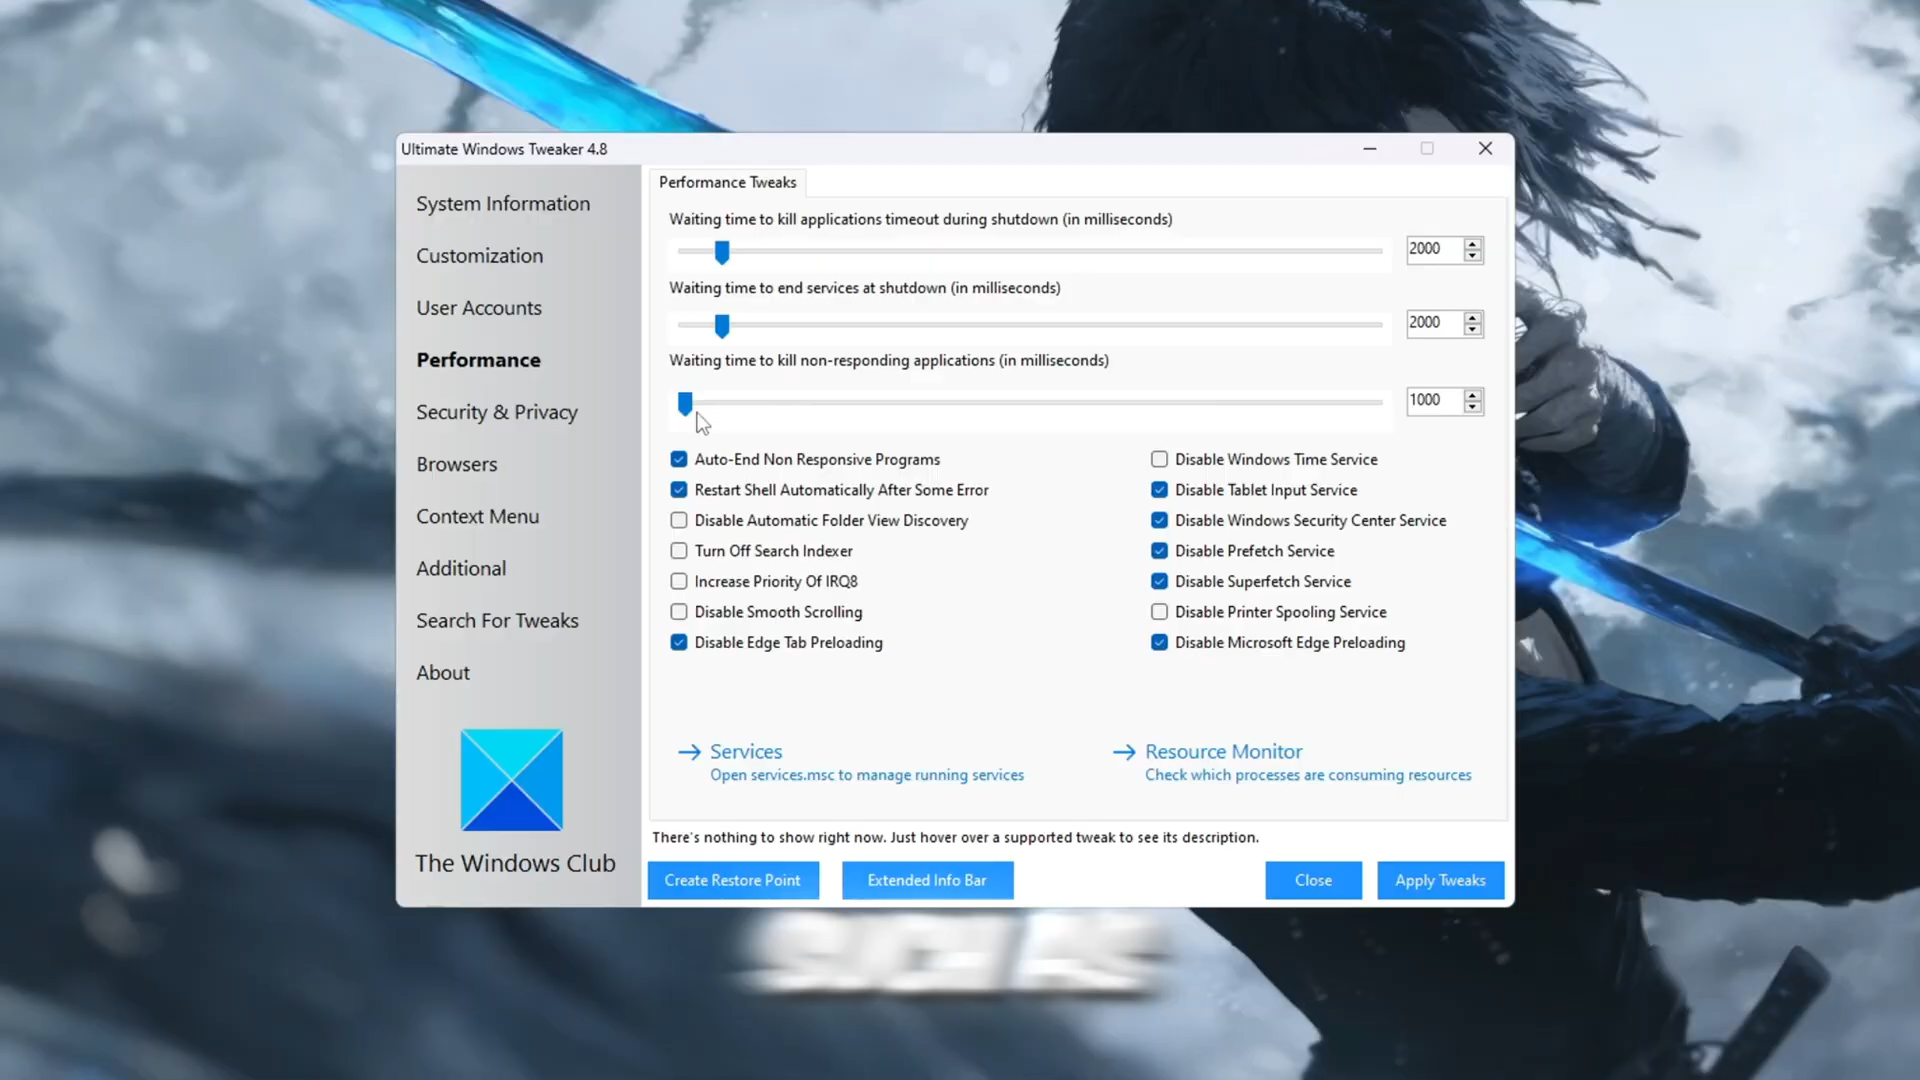 Ultimate Windows Tweaker 4.8
System Information
Customization
User Accounts
Performance
Security & Privacy
Browsers
Context Menu
Additional
Search For Tweaks
About
The Windows Club
Performance Tweaks
Waiting time to kill applications timeout during shutdown (in milliseconds)
2000
Waiting time to end services at shutdown (in milliseconds)
2000
Waiting time to kill non-responding applications (in milliseconds)
1000
Auto-End Non Responsive Programs
Restart Shell Automatically After Some Error
Disable Automatic Folder View Discovery
Turn Off Search Indexer
Increase Priority Of IRQ8
Disable Smooth Scrolling
Disable Edge Tab Preloading
Disable Windows Time Service
Disable Tablet Input Service
Disable Windows Security Center Service
Disable Prefetch Service
Disable Superfetch Service
Disable Printer Spooling Service
Disable Microsoft Edge Preloading
Services
Open services.msc to manage running services
Resource Monitor
Check which processes are consuming resources
There's nothing to show right now. Just hover over a supported tweak to see its description.
Create Restore Point
Extended Info Bar
Close
Apply Tweaks
SUCH AS